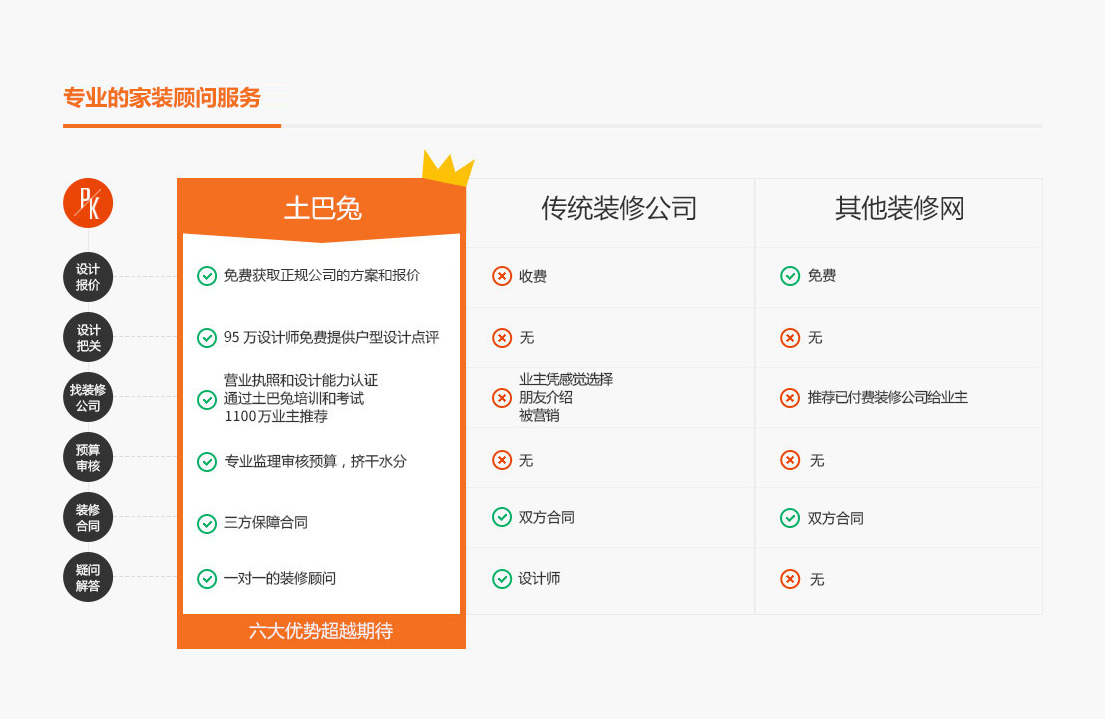 专业的家装顾问服务
PK
土巴兔
传统装修公司
其他装修网
设计
报价
免费获取正规公司的方案和报价
收费
免费
设计
把关
95 万设计师免费提供户型设计点评
无
无
找装修
公司
营业执照和设计能力认证
通过土巴兔培训和考试
1100万业主推荐
业主凭感觉选择
朋友介绍
被营销
推荐已付费装修公司给业主
预算
审核
专业监理审核预算，挤干水分
无
无
装修
合同
三方保障合同
双方合同
双方合同
疑问
解答
一对一的装修顾问
设计师
无
六大优势超越期待